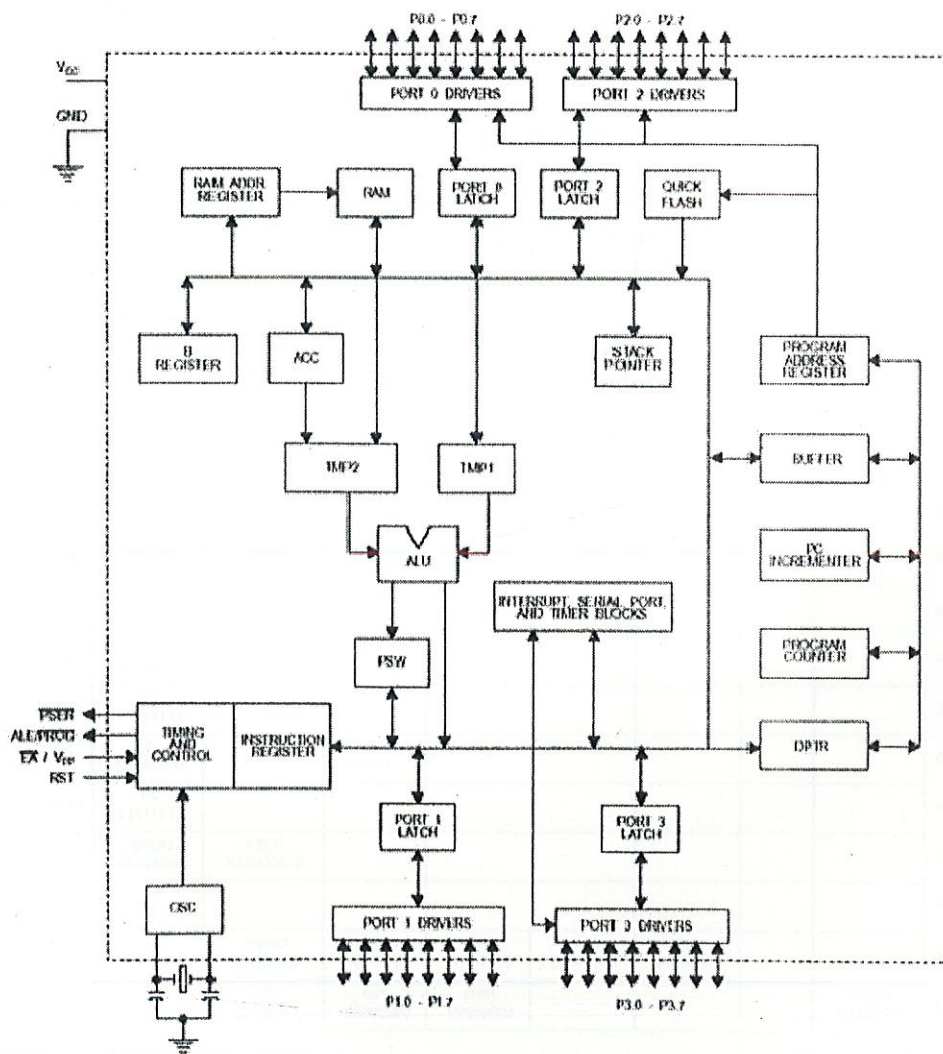 P0.0 - P0.7
P2.0 - P2.7
VCC
GND
PORT 0 DRIVERS
PORT 2 DRIVERS
RAM ADDR.
REGISTER
RAM
PORT 0
LATCH
PORT 2
LATCH
QUICK
FLASH
B
REGISTER
ACC
STACK
POINTER
PROGRAM
ADDRESS
REGISTER
TMP2
TMP1
BUFFER
ALU
PC
INCREMENTER
INTERRUPT, SERIAL PORT,
AND TIMER BLOCKS
PSW
PROGRAM
COUNTER
PSEN
ALE/PROG
EA / VPP
RST
TIMING
AND
CONTROL
INSTRUCTION
REGISTER
DPTR
PORT 1
LATCH
PORT 3
LATCH
OSC
PORT 1 DRIVERS
PORT 3 DRIVERS
P1.0 - P1.7
P3.0 - P3.7